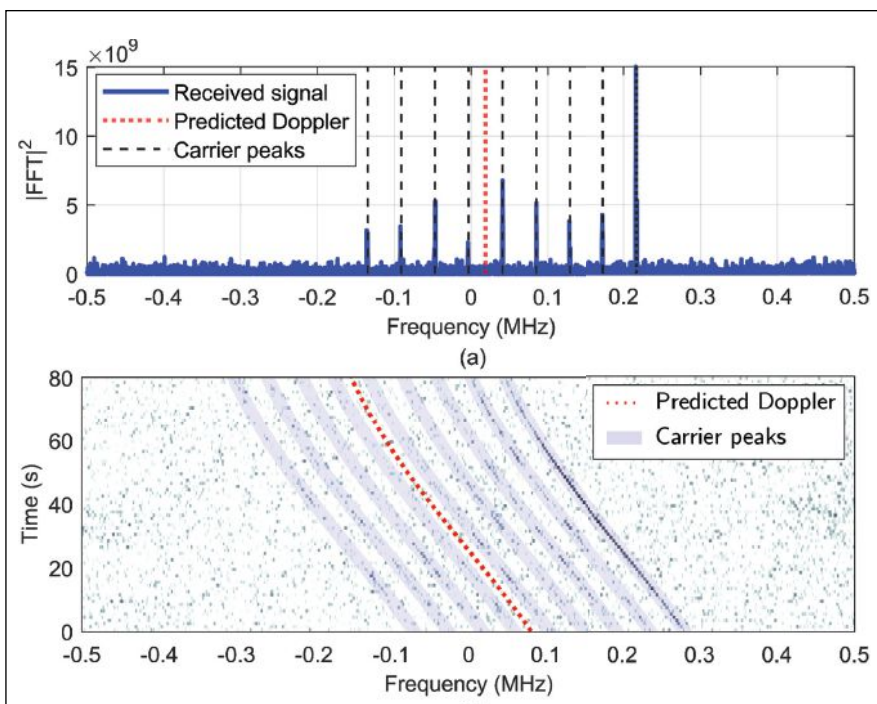 ×10⁹
15
10
5
0
|FFT|²
Received signal
Predicted Doppler
Carrier peaks
-0.5 -0.4 -0.3 -0.2 -0.1 0 0.1 0.2 0.3 0.4 0.5
Frequency (MHz)
(a)
80
60
40
20
0
Time (s)
Predicted Doppler
Carrier peaks
-0.5 -0.4 -0.3 -0.2 -0.1 0 0.1 0.2 0.3 0.4 0.5
Frequency (MHz)